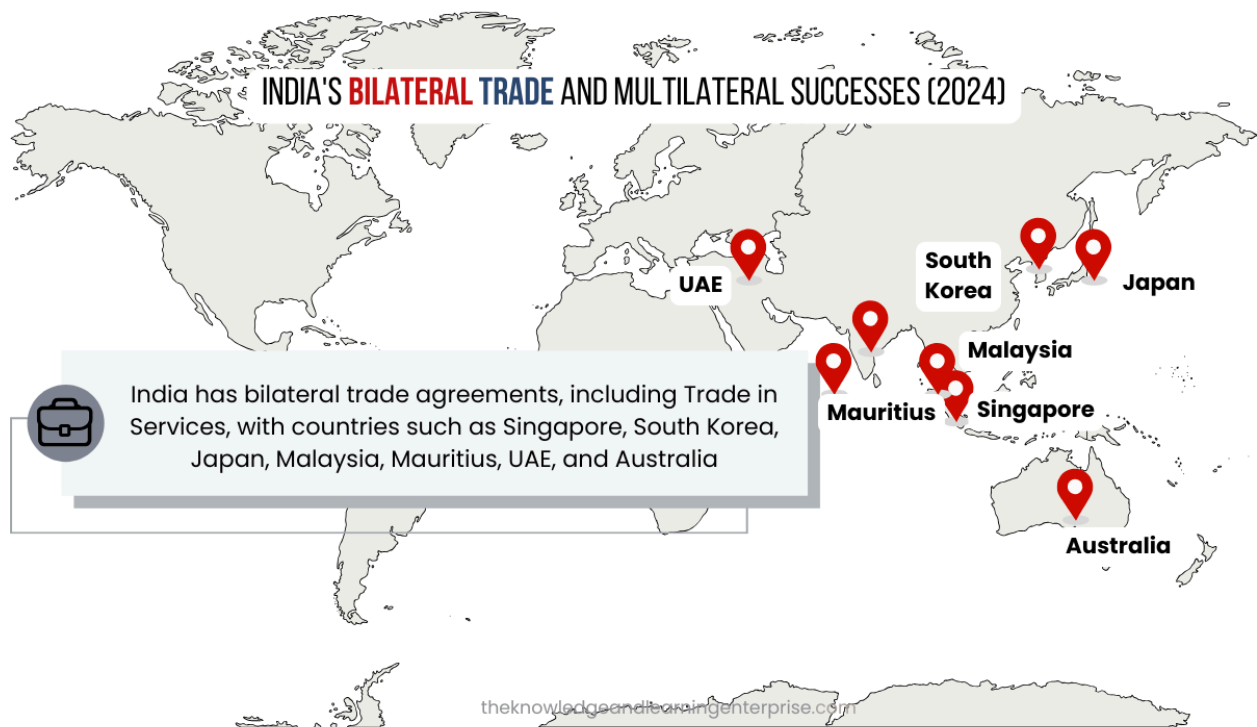 INDIA'S BILATERAL TRADE AND MULTILATERAL SUCCESSES (2024)
UAE
South
Korea
Japan
Malaysia
Mauritius
Singapore
India has bilateral trade agreements, including Trade in
Services, with countries such as Singapore, South Korea,
Japan, Malaysia, Mauritius, UAE, and Australia
Australia
theknowledgeandlearningenterprise.com